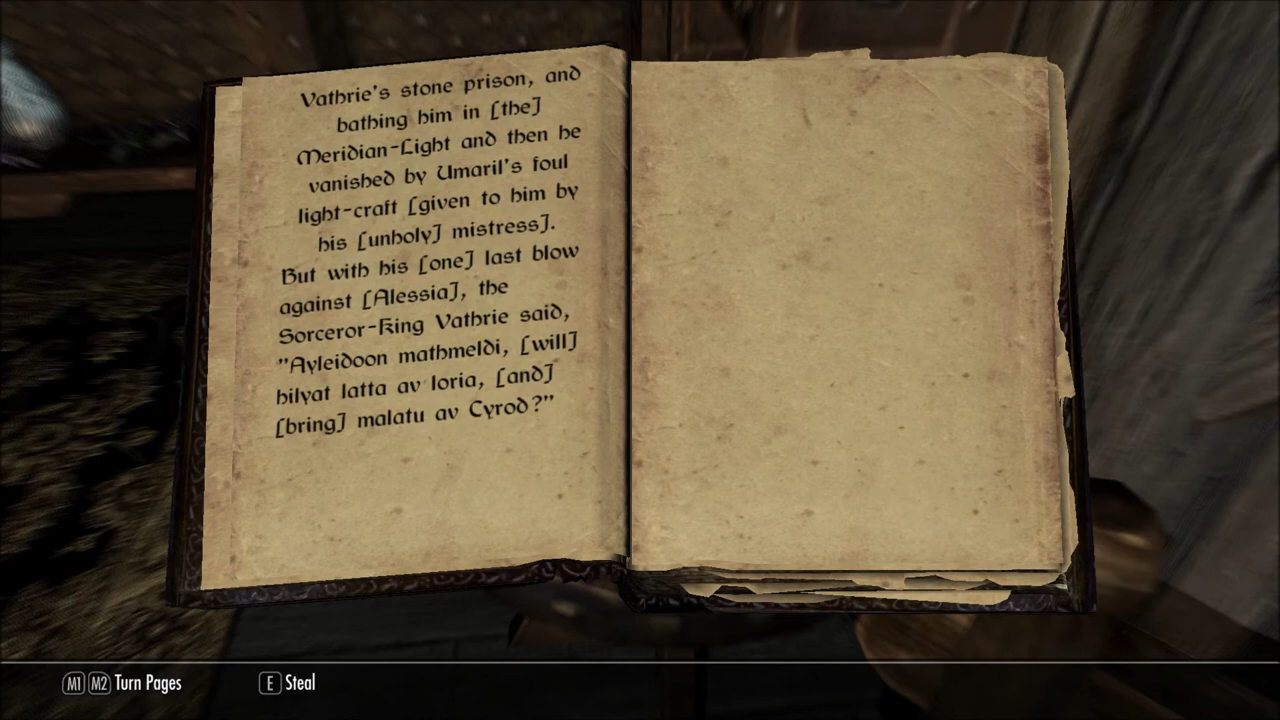 Vathrie's stone prison, and
bathing him in [the]
Meridian-Light and then he
vanished by Umaril's foul
light-craft [given to him by
his [unholy] mistress].
But with his [one] last blow
against [Alessia], the
Sorceror-King Vathrie said,
"Ayleidoon mathmeldi, [will]
hilyat latta av loria, [and]
[bring] malatu av Cyrod?"
M1 M2 Turn Pages E Steal